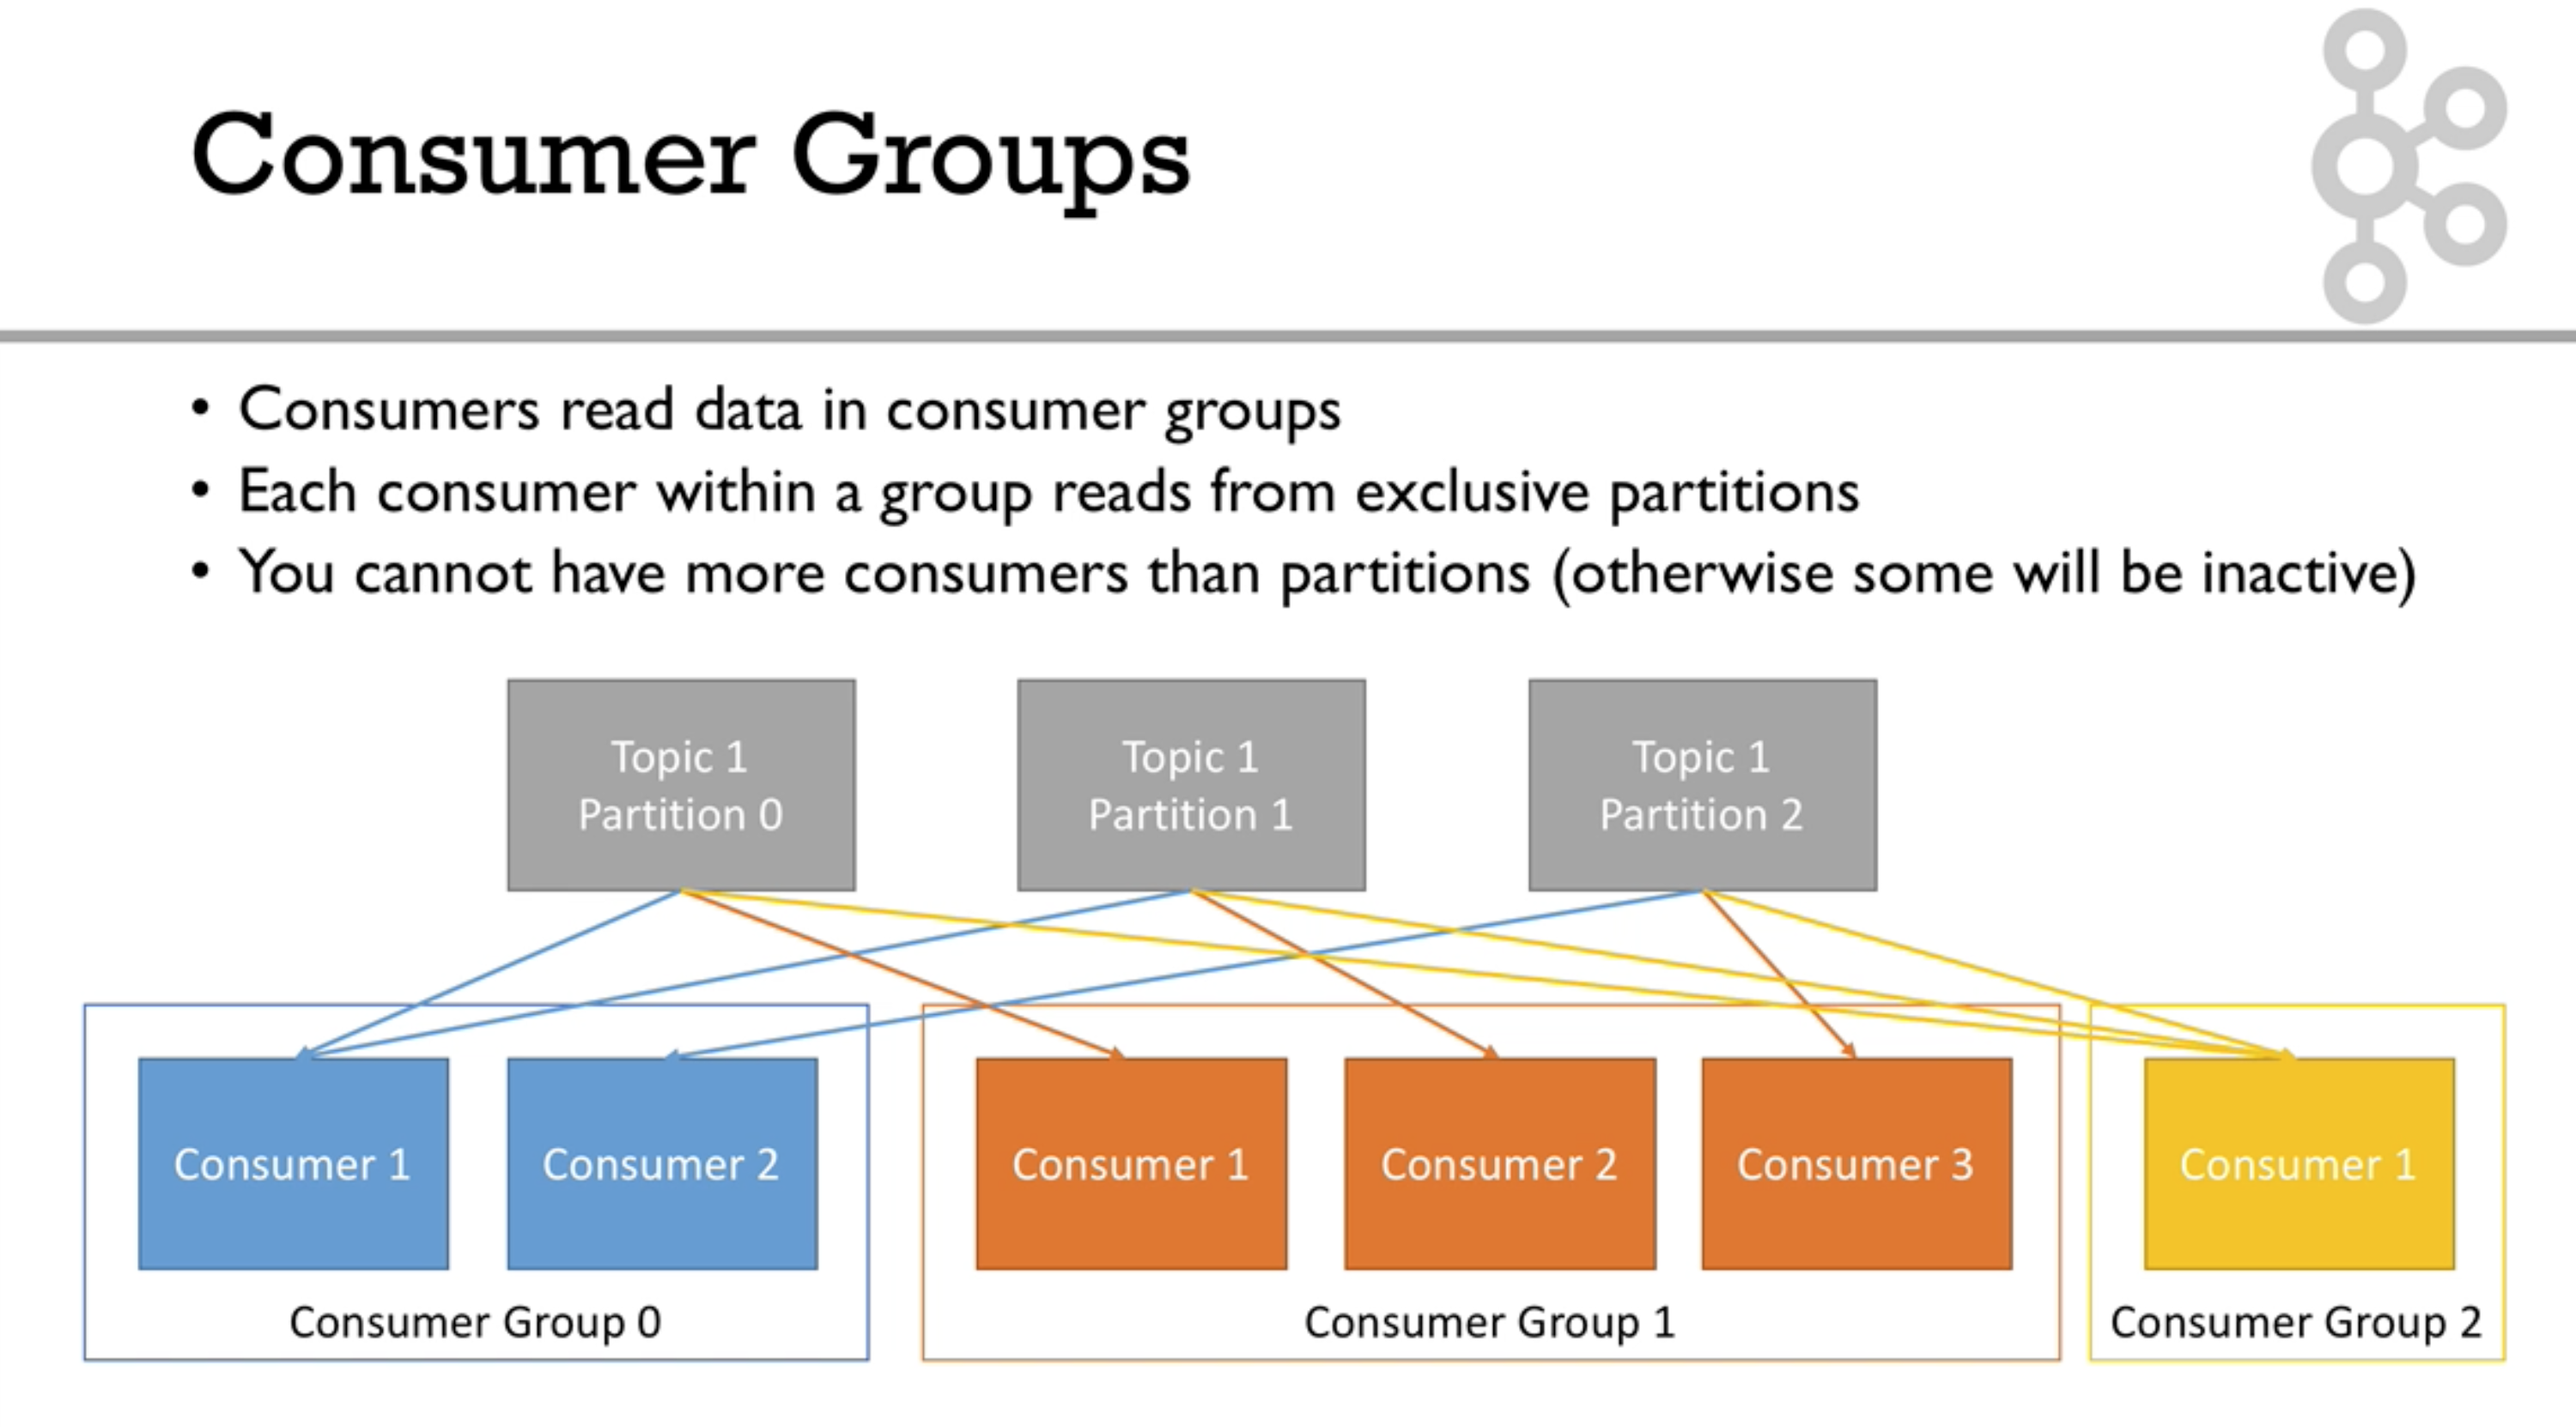 Consumer Groups
• Consumers read data in consumer groups
• Each consumer within a group reads from exclusive partitions
• You cannot have more consumers than partitions (otherwise some will be inactive)
Topic 1
Partition 0
Topic 1
Partition 1
Topic 1
Partition 2
Consumer 1
Consumer 2
Consumer Group 0
Consumer 1
Consumer 2
Consumer 3
Consumer Group 1
Consumer 1
Consumer Group 2